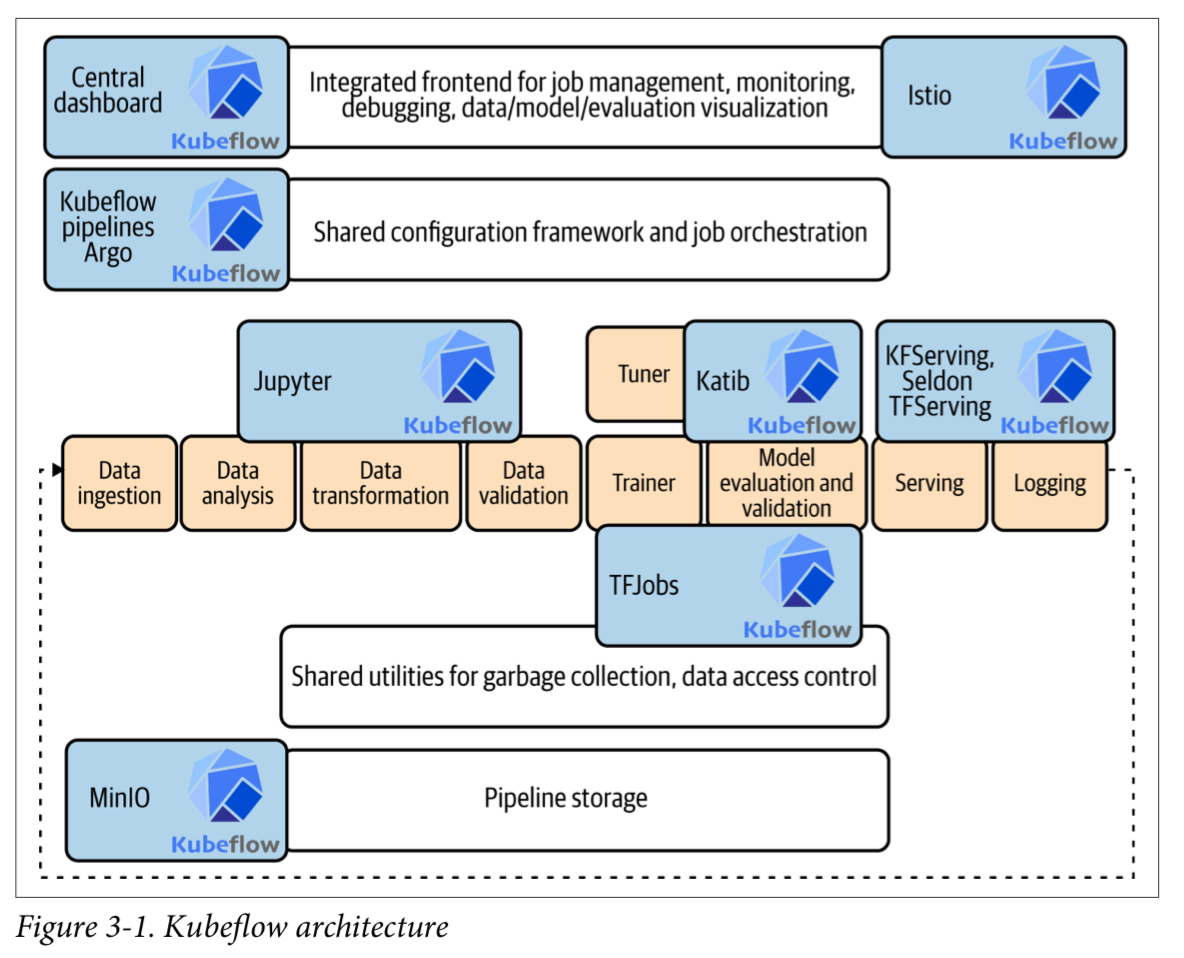 Central
dashboard
Kubeflow
Integrated frontend for job management, monitoring,
debugging, data/model/evaluation visualization
Istio
Kubeflow
Kubeflow
pipelines
Argo
Kubeflow
Shared configuration framework and job orchestration
Jupyter
Kubeflow
Tuner
Katib
Kubeflow
KFServing,
Seldon
TFServing
Kubeflow
Data
ingestion
Data
analysis
Data
transformation
Data
validation
Trainer
Model
evaluation and
validation
Serving
Logging
TFJobs
Kubeflow
Shared utilities for garbage collection, data access control
MinIO
Kubeflow
Pipeline storage
Figure 3-1. Kubeflow architecture